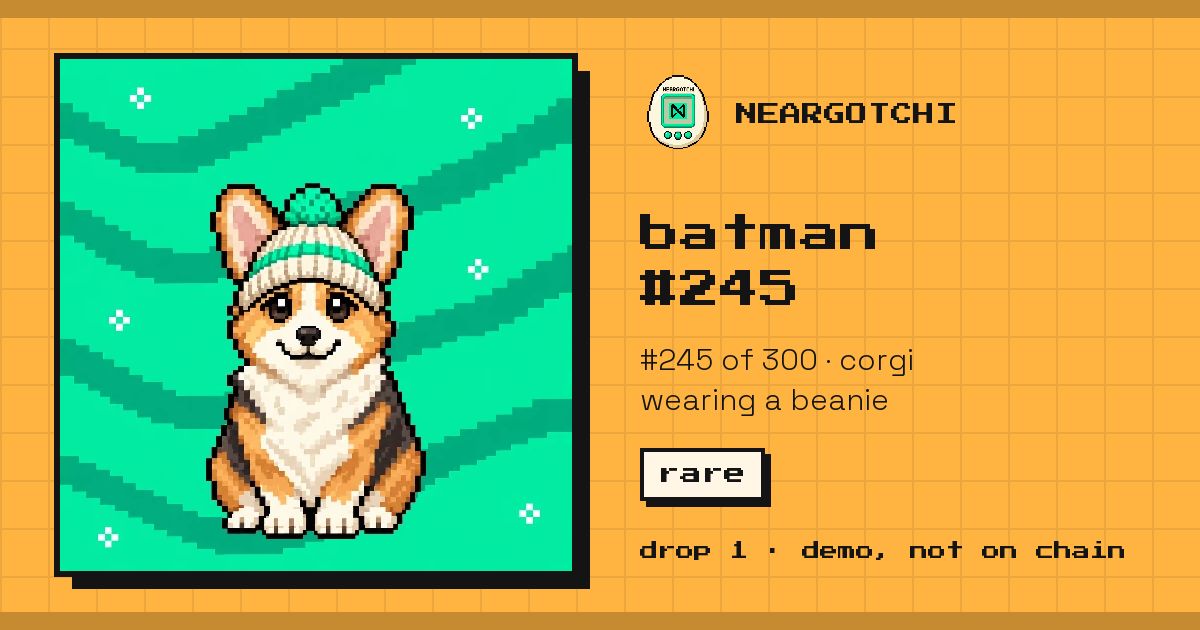 NEARGOTCHI
NEARGOTCHI
batman
#245
#245 of 300 · corgi
wearing a beanie
rare
drop 1 · demo, not on chain